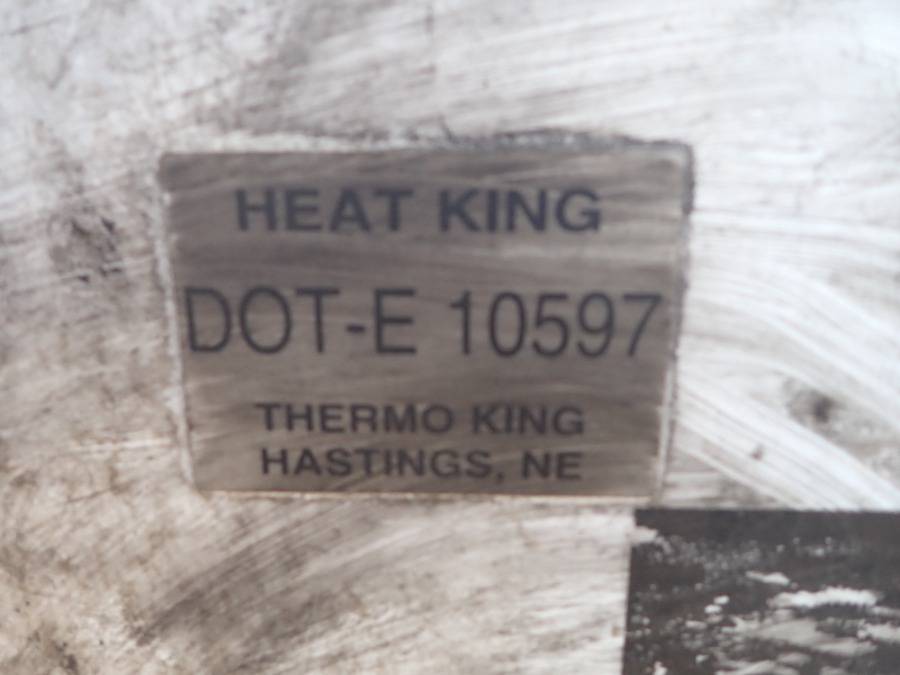 HEAT KING
DOT-E 10597
THERMO KING
HASTINGS, NE